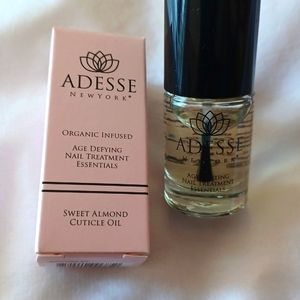 ADESSE
NEW YORK®
ORGANIC INFUSED
AGE DEFYING
NAIL TREATMENT
ESSENTIALS
SWEET ALMOND
CUTICLE OIL
ADESSE
AGE DEFYING
NAIL TREATMENT
ESSENTIALS